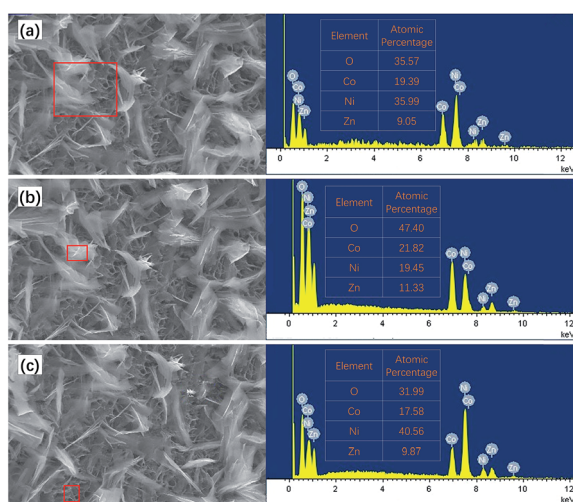 (a)
Element Atomic Percentage
O 35.57
Co 19.39
Ni 35.99
Zn 9.05
O
Co
Ni
Zn
Co
Ni
Co
Ni
Zn
Zn
0 2 4 6 8 10 12
keV
(b)
Element Atomic Percentage
O 47.40
Co 21.82
Ni 19.45
Zn 11.33
O
Ni
Zn
Co
Co
Ni
Co
Ni
Zn
Zn
0 2 4 6 8 10 12
keV
(c)
Element Atomic Percentage
O 31.99
Co 17.58
Ni 40.56
Zn 9.87
O
Co
Ni
Zn
Co
Ni
Co
Ni
Zn
Zn
0 2 4 6 8 10 12
keV